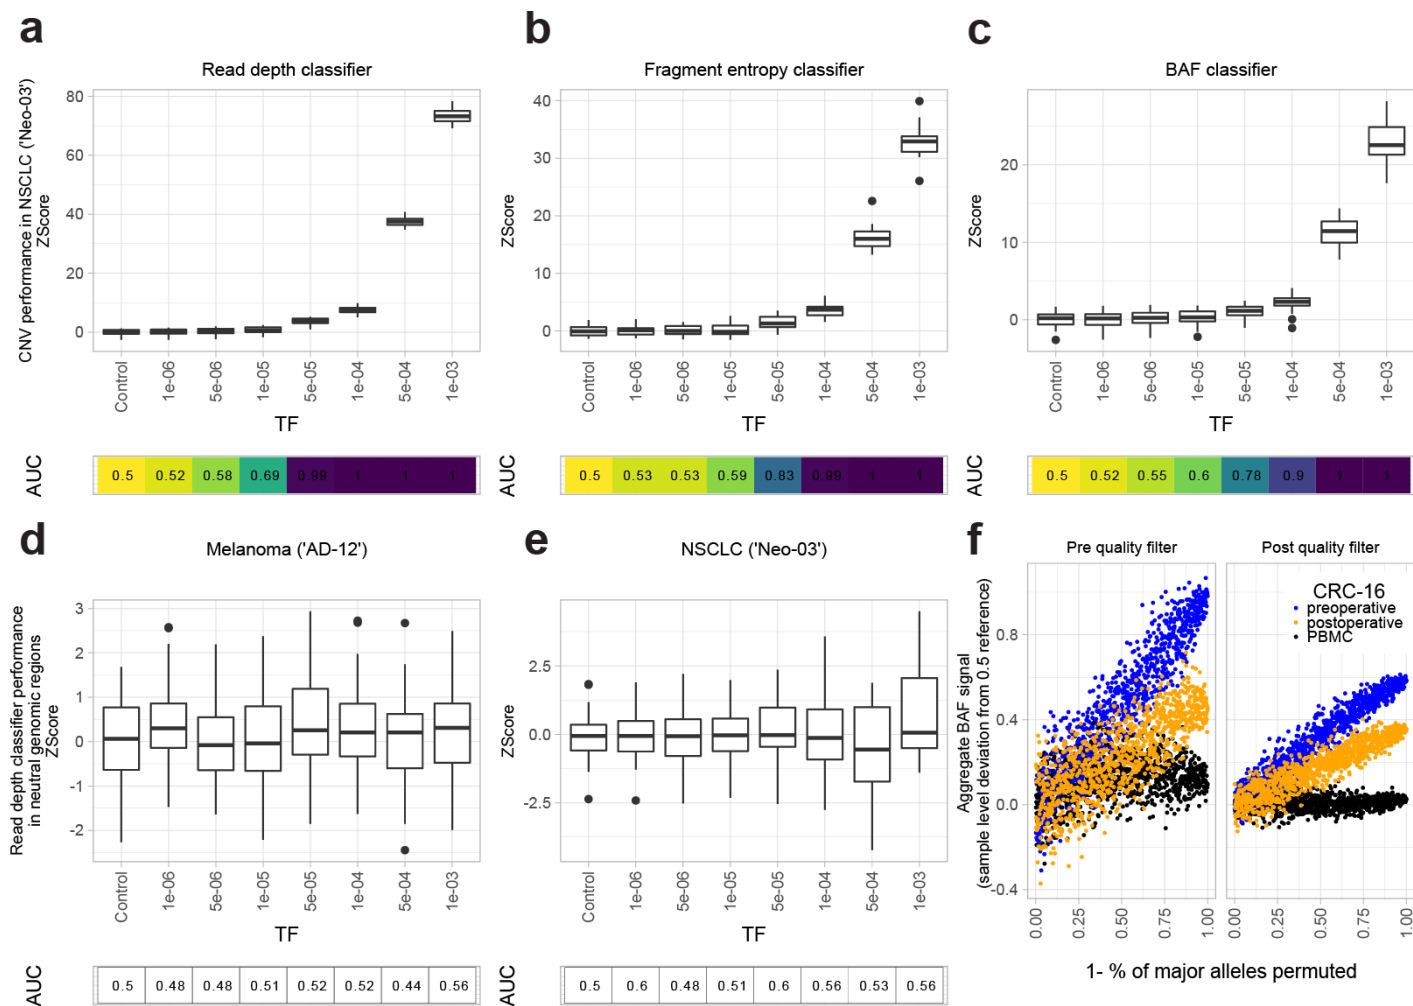 a
Read depth classifier
CNV performance in NSCLC ('Neo-03')
ZScore
80
60
40
20
0
Control
1e-06
5e-06
1e-05
5e-05
1e-04
5e-04
1e-03
TF
AUC
0.5 0.52 0.58 0.69 0.99 1 1 1
b
Fragment entropy classifier
ZScore
40
30
20
10
0
Control
1e-06
5e-06
1e-05
5e-05
1e-04
5e-04
1e-03
TF
AUC
0.5 0.53 0.53 0.59 0.83 0.99 1 1
c
BAF classifier
ZScore
20
10
0
Control
1e-06
5e-06
1e-05
5e-05
1e-04
5e-04
1e-03
TF
AUC
0.5 0.52 0.55 0.6 0.78 0.9 1 1
d
Melanoma ('AD-12')
Read depth classifier performance
in neutral genomic regions
ZScore
3
2
1
0
-1
-2
Control
1e-06
5e-06
1e-05
5e-05
1e-04
5e-04
1e-03
TF
AUC
0.5 0.48 0.48 0.51 0.52 0.52 0.44 0.56
e
NSCLC ('Neo-03')
ZScore
2.5
0.0
-2.5
Control
1e-06
5e-06
1e-05
5e-05
1e-04
5e-04
1e-03
TF
AUC
0.5 0.6 0.48 0.51 0.6 0.56 0.53 0.56
f
Pre quality filter
Post quality filter
Aggregate BAF signal
(sample level deviation from 0.5 reference)
0.8
0.4
0.0
-0.4
CRC-16
preoperative
postoperative
PBMC
0.00
0.25
0.50
0.75
1.00
0.00
0.25
0.50
0.75
1.00
1- % of major alleles permuted